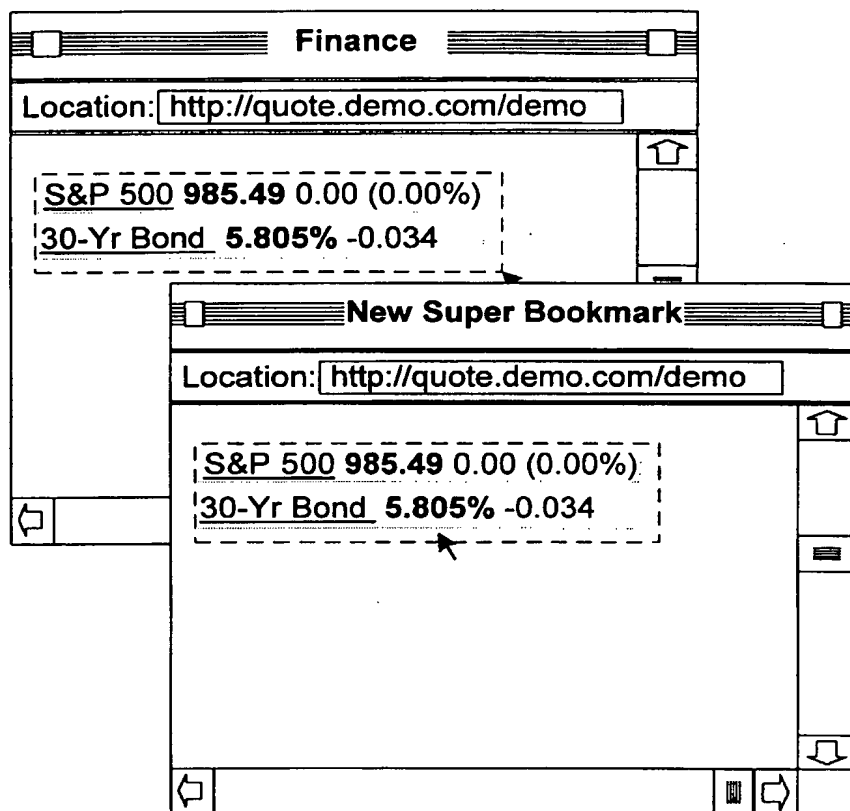 Finance
Location: http://quote.demo.com/demo
S&P 500 985.49 0.00 (0.00%)
30-Yr Bond 5.805% -0.034
New Super Bookmark
Location: http://quote.demo.com/demo
S&P 500 985.49 0.00 (0.00%)
30-Yr Bond 5.805% -0.034